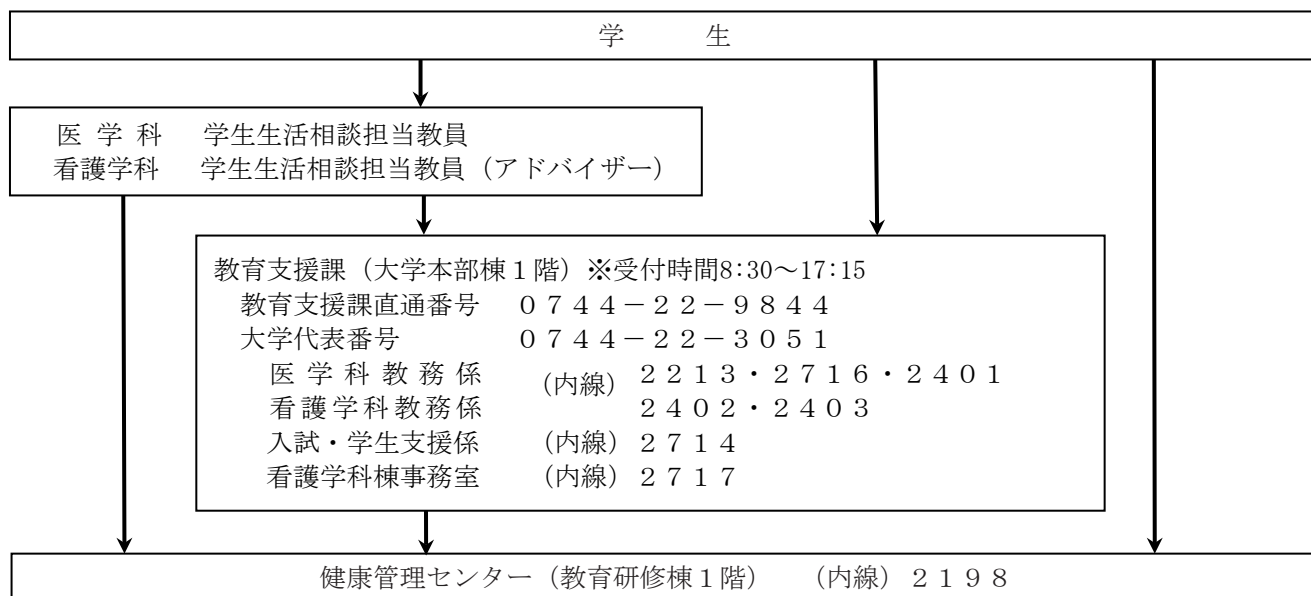 学　　　生
医 学 科　学生生活相談担当教員
看護学科　学生生活相談担当教員（アドバイザー）
教育支援課（大学本部棟１階）※受付時間8:30～17:15
教育支援課直通番号　０７４４－２２－９８４４
大学代表番号　０７４４－２２－３０５１
医 学 科 教 務 係　（内線）２２１３・２７１６・２４０１
看護学科教務係　２４０２・２４０３
入試・学生支援係　（内線）２７１４
看護学科棟事務室　（内線）２７１７
健康管理センター（教育研修棟１階）　（内線）２１９８